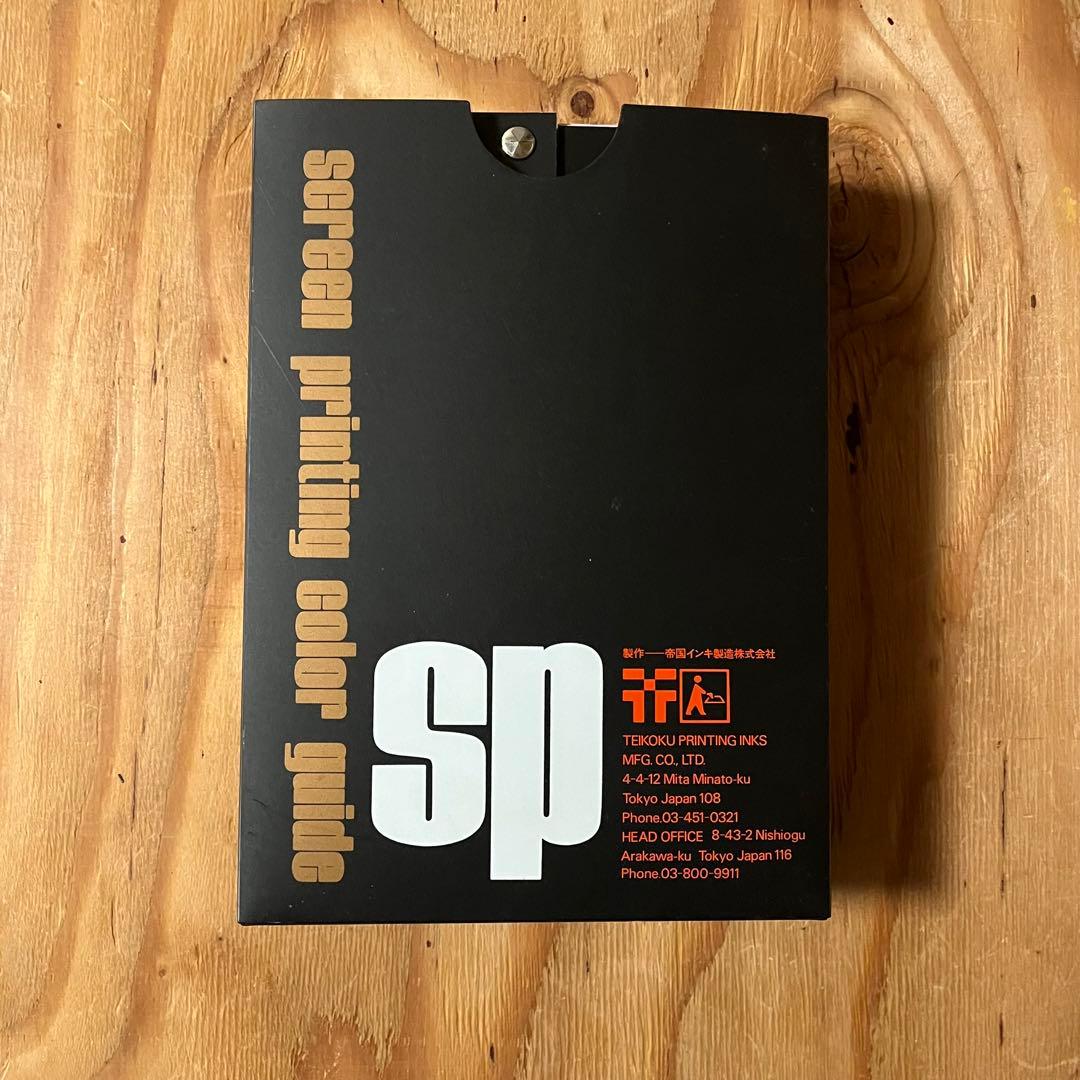 screen printing color guide
sp
製作──帝国インキ製造株式会社
TEIKOKU PRINTING INKS
MFG. CO., LTD.
4-4-12 Mita Minato-ku
Tokyo Japan 108
Phone.03-451-0321
HEAD OFFICE 8-43-2 Nishiogu
Arakawa-ku Tokyo Japan 116
Phone.03-800-9911